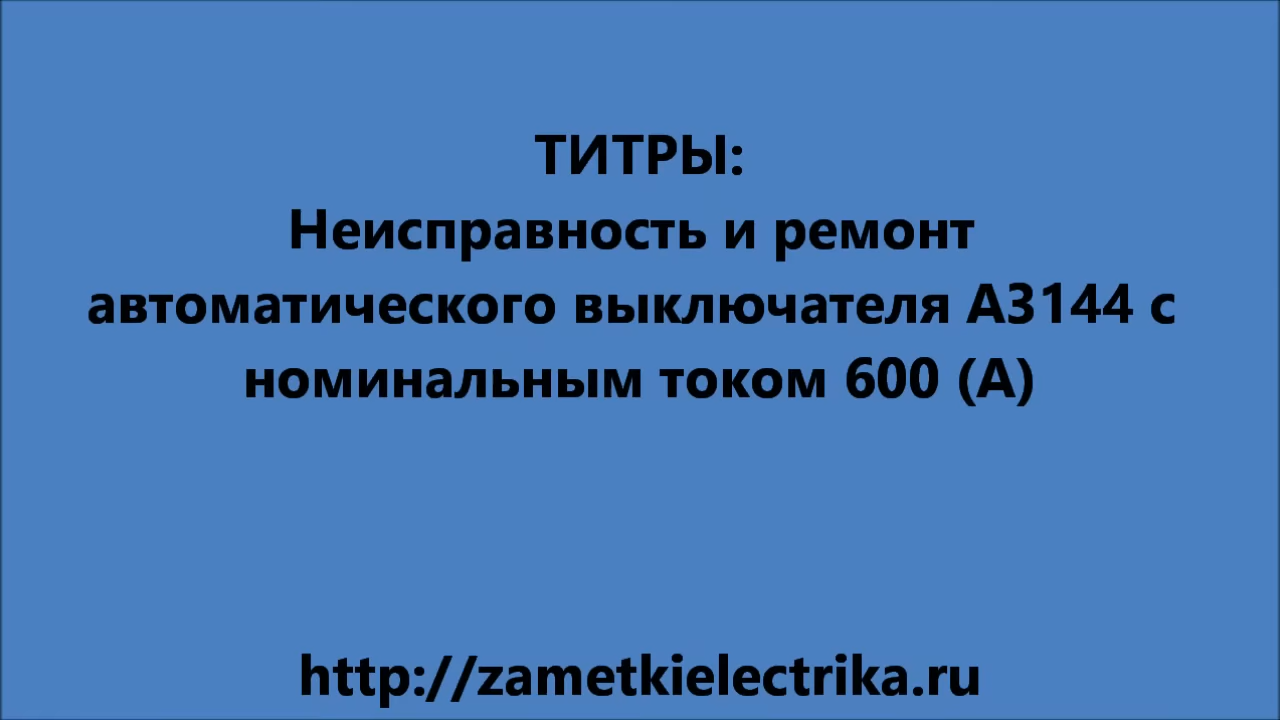 ТИТРЫ:
Неисправность и ремонт
автоматического выключателя А3144 с
номинальным током 600 (А)
http://zametkielectrika.ru